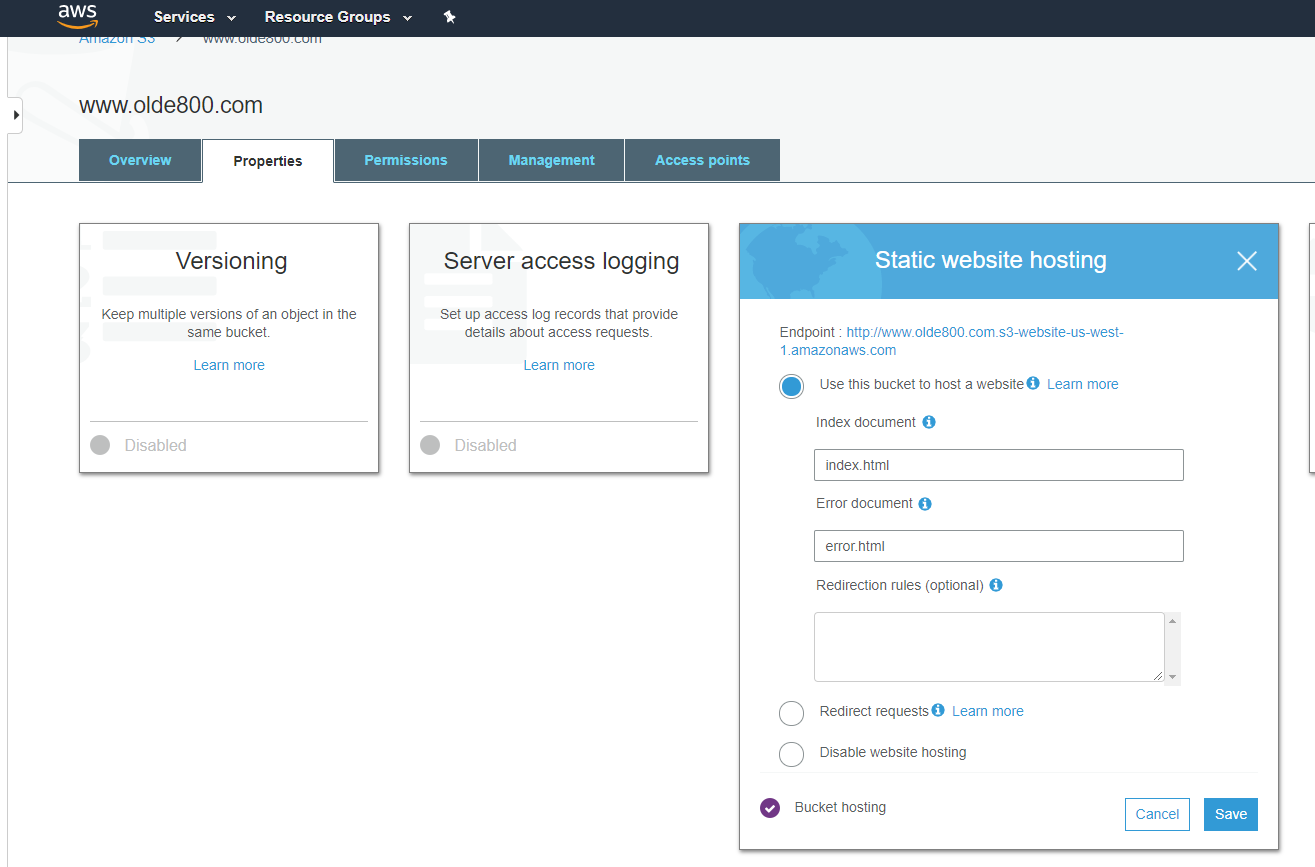 aws
Services
Resource Groups
Amazon S3
www.olde800.com
www.olde800.com
Overview
Properties
Permissions
Management
Access points
Versioning
Keep multiple versions of an object in the
same bucket.
Learn more
Disabled
Server access logging
Set up access log records that provide
details about access requests.
Learn more
Disabled
Static website hosting
Endpoint : http://www.olde800.com.s3-website-us-west-
1.amazonaws.com
Use this bucket to host a website Learn more
Index document
index.html
Error document
error.html
Redirection rules (optional)
Redirect requests Learn more
Disable website hosting
Bucket hosting
Cancel
Save